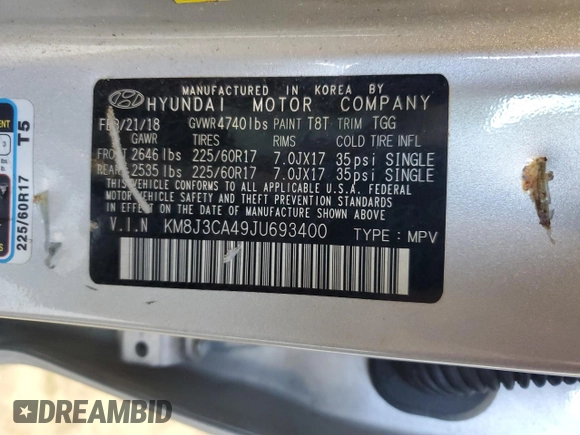 MANUFACTURED IN KOREA BY
HYUNDAI MOTOR COMPANY
FEB/21/18 GVWR 4740lbs PAINT T8T TRIM TGG
GAWR TIRES RIMS COLD TIRE INFL
FRONT 2646 lbs 225/60R17 7.0JX17 35psi SINGLE
REAR 2535 lbs 225/60R17 7.0JX17 35psi SINGLE
THIS VEHICLE CONFORMS TO ALL APPLICABLE U.S.A. FEDERAL
MOTOR VEHICLE SAFETY AND THEFT PREVENTION STANDARDS
IN EFFECT ON THE DATE OF MANUFACTURE SHOWN ABOVE.
V.I.N KM8J3CA49JU693400 TYPE : MPV
T5
225/60R17
DREAMBID